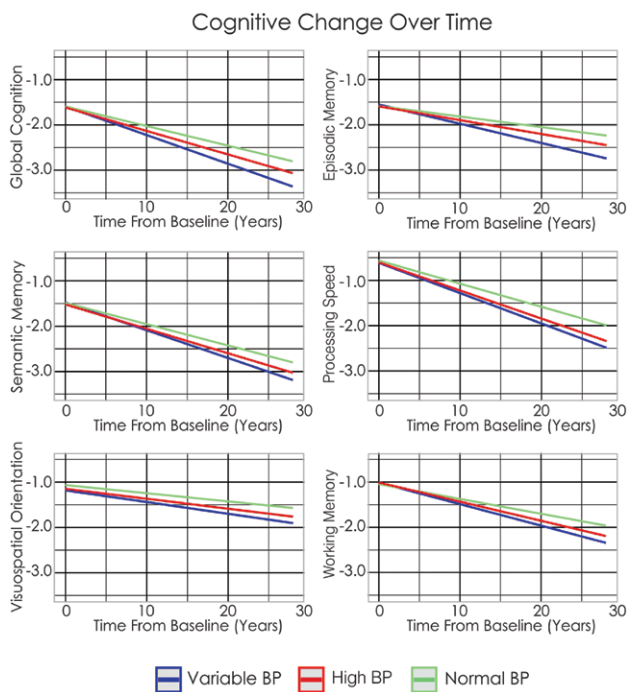 Cognitive Change Over Time
Global Cognition
-1.0
-2.0
-3.0
0 10 20 30
Time From Baseline (Years)
Episodic Memory
-1.0
-2.0
-3.0
0 10 20 30
Time From Baseline (Years)
Semantic Memory
-1.0
-2.0
-3.0
0 10 20 30
Time From Baseline (Years)
Processing Speed
-1.0
-2.0
-3.0
0 10 20 30
Time From Baseline (Years)
Visuospatial Orientation
-1.0
-2.0
-3.0
0 10 20 30
Time From Baseline (Years)
Working Memory
-1.0
-2.0
-3.0
0 10 20 30
Time From Baseline (Years)
Variable BP High BP Normal BP